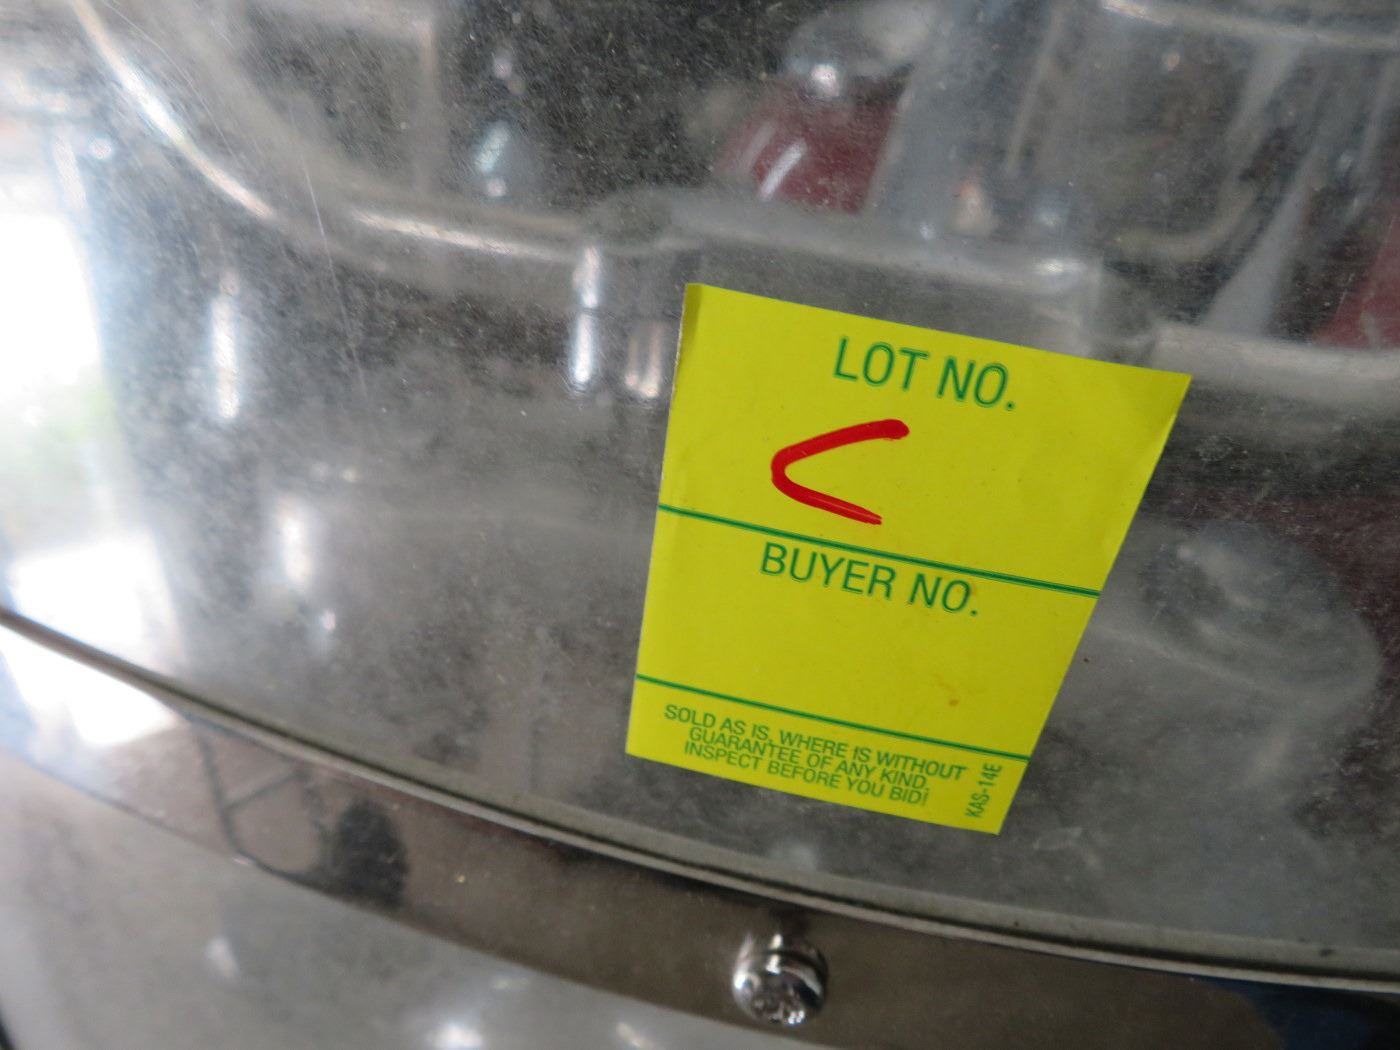 LOT NO.
C
BUYER NO.
SOLD AS IS, WHERE IS WITHOUT
GUARANTEE OF ANY KIND.
INSPECT BEFORE YOU BID!
KAS-14E